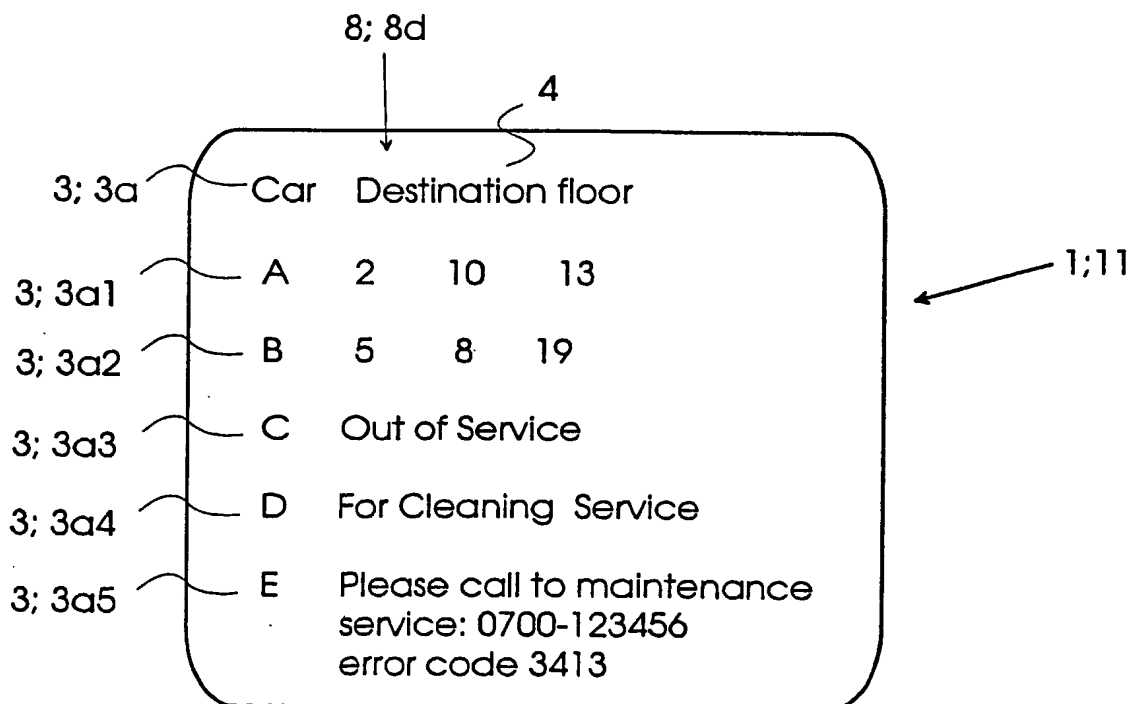 8; 8d
4
3; 3a Car Destination floor
3; 3a1 A 2 10 13
1;11
3; 3a2 B 5 8 19
3; 3a3 C Out of Service
3; 3a4 D For Cleaning Service
3; 3a5 E Please call to maintenance
service: 0700-123456
error code 3413